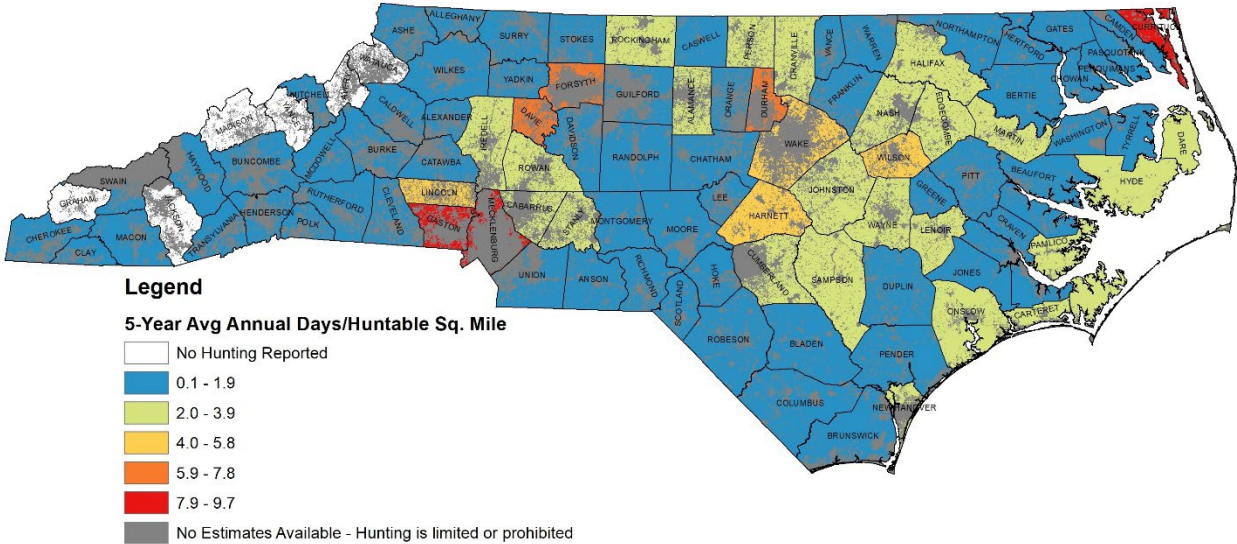 ALLEGHANY
ASHE
SURRY
STOKES
ROCKINGHAM
CASWELL
PERSON
GRANVILLE
VANCE
WARREN
NORTHAMPTON
HERTFORD
GATES
CAMDEN
CURRITUCK
PASQUOTANK
PERQUIMANS
CHOWAN
WATAUGA
WILKES
YADKIN
FORSYTH
GUILFORD
ALAMANCE
ORANGE
DURHAM
FRANKLIN
HALIFAX
BERTIE
MITCHELL
AVERY
CALDWELL
ALEXANDER
IREDELL
DAVIE
DAVIDSON
WAKE
NASH
EDGECOMBE
MARTIN
WASHINGTON
TYRRELL
DARE
MADISON
YANCEY
BURKE
CATAWBA
ROWAN
RANDOLPH
CHATHAM
WILSON
PITT
BEAUFORT
HYDE
SWAIN
HAYWOOD
BUNCOMBE
MCDOWELL
RUTHERFORD
LINCOLN
CABARRUS
STANLY
MONTGOMERY
MOORE
LEE
HARNETT
JOHNSTON
WAYNE
GREENE
LENOIR
CRAVEN
PAMLICO
GRAHAM
JACKSON
CHEROKEE
CLAY
MACON
TRANSYLVANIA
HENDERSON
POLK
CLEVELAND
GASTON
MECKLENBURG
UNION
ANSON
RICHMOND
SCOTLAND
HOKE
CUMBERLAND
SAMPSON
DUPLIN
JONES
ONSLOW
CARTERET
ROBESON
BLADEN
PENDER
COLUMBUS
NEW HANOVER
BRUNSWICK
Legend
5-Year Avg Annual Days/Huntable Sq. Mile
No Hunting Reported
0.1 - 1.9
2.0 - 3.9
4.0 - 5.8
5.9 - 7.8
7.9 - 9.7
No Estimates Available - Hunting is limited or prohibited